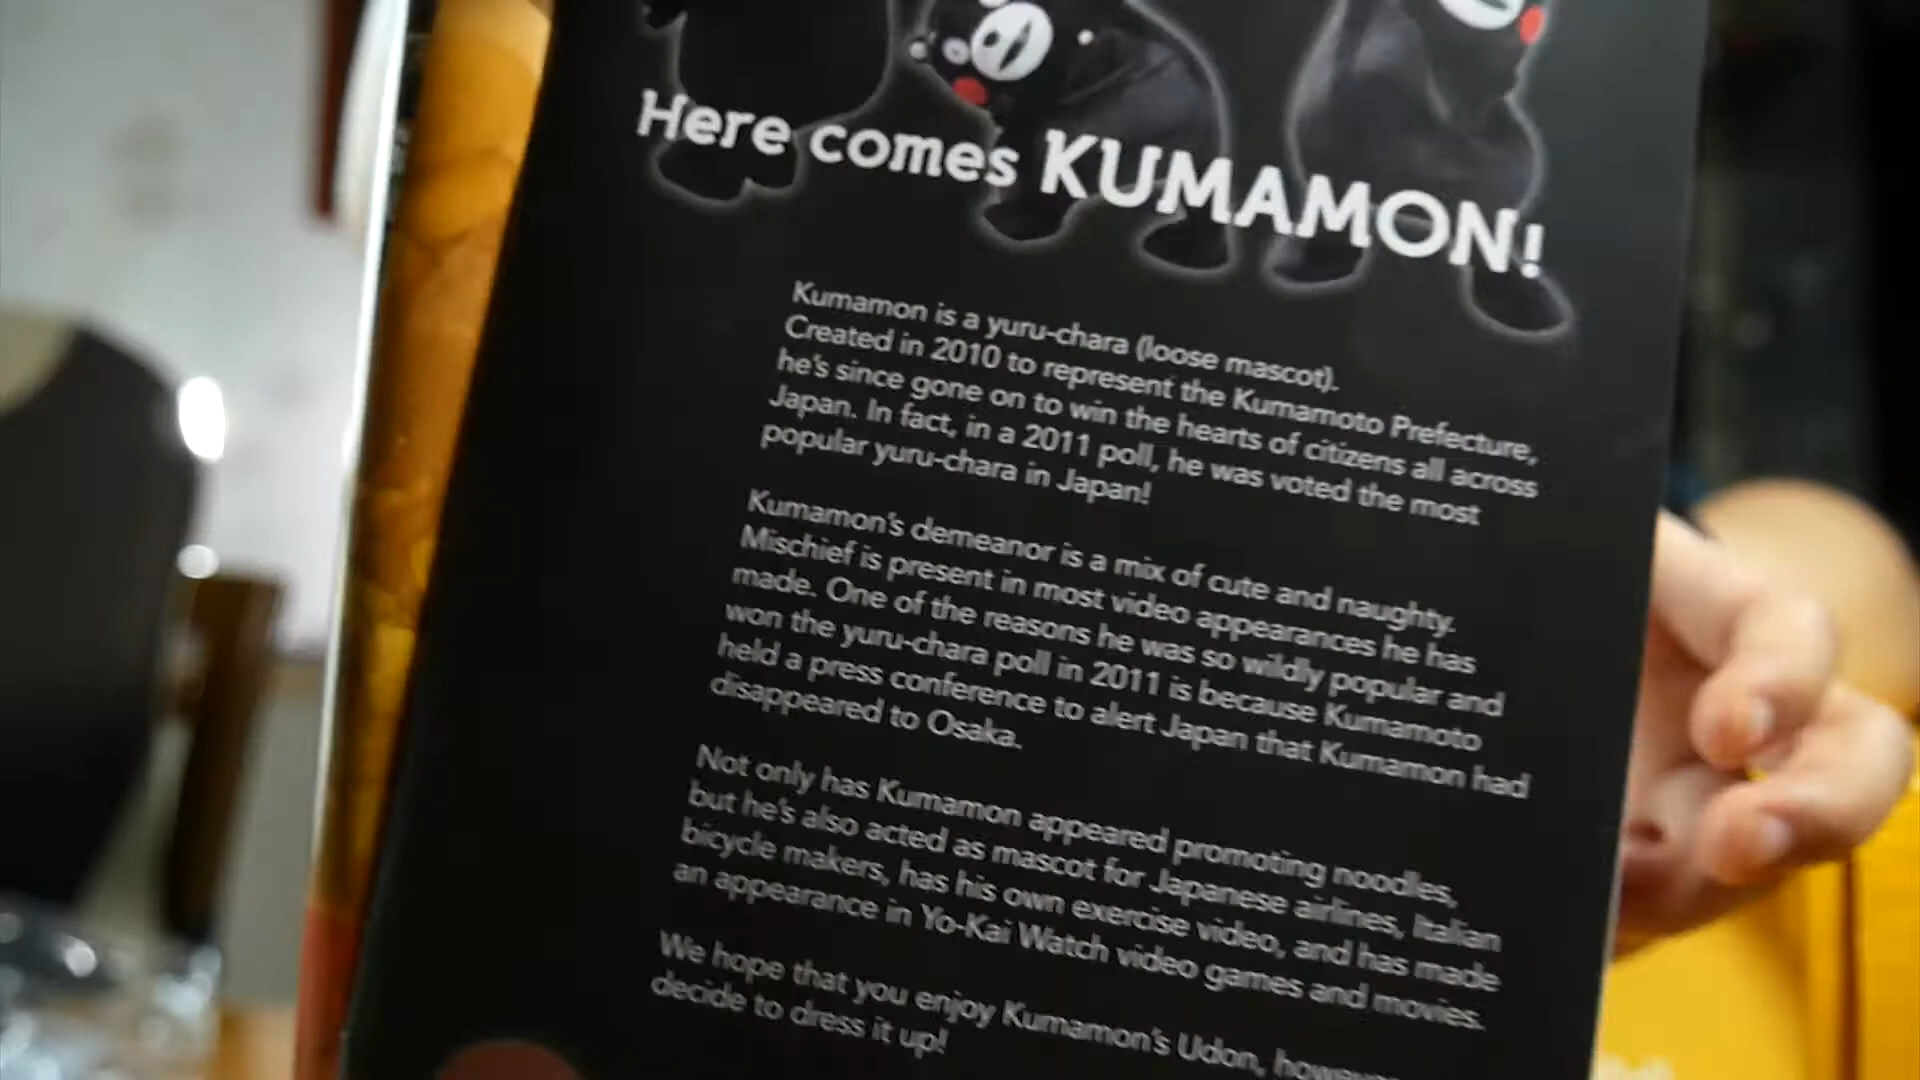 Here comes KUMAMON!
Kumamon is a yuru-chara (loose mascot).
Created in 2010 to represent the Kumamoto Prefecture,
he's since gone on to win the hearts of citizens all across
Japan. In fact, in a 2011 poll, he was voted the most
popular yuru-chara in Japan!
Kumamon's demeanor is a mix of cute and naughty.
Mischief is present in most video appearances he has
made. One of the reasons he was so wildly popular and
won the yuru-chara poll in 2011 is because Kumamoto
held a press conference to alert Japan that Kumamon had
disappeared to Osaka.
Not only has Kumamon appeared promoting noodles,
but he's also acted as mascot for Japanese airlines, Italian
bicycle makers, has his own exercise video, and has made
an appearance in Yo-Kai Watch video games and movies.
We hope that you enjoy Kumamon's Udon, however
decide to dress it up!